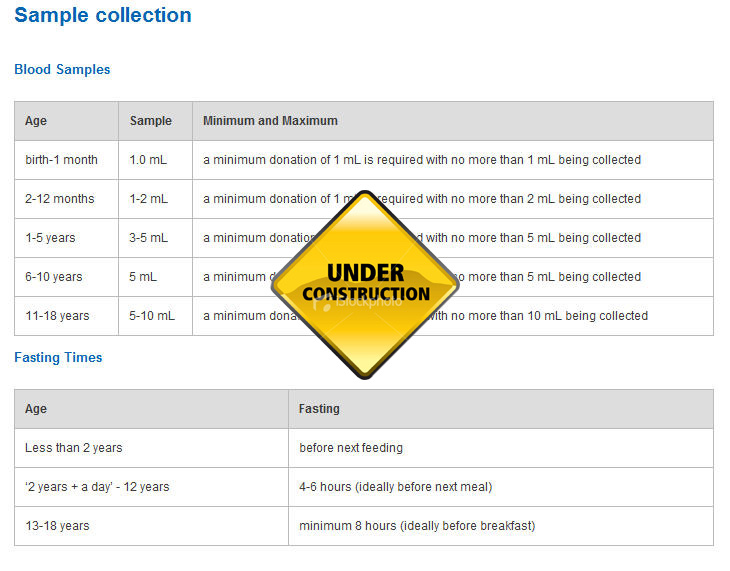 Sample collection
Blood Samples
Age Sample Minimum and Maximum
birth-1 month 1.0 mL a minimum donation of 1 mL is required with no more than 1 mL being collected
2-12 months 1-2 mL a minimum donation of 1 required with no more than 2 mL being collected
1-5 years 3-5 mL a minimum with no more than 5 mL being collected
6-10 years 5 mL a minimum no more than 5 mL being collected
11-18 years 5-10 mL a minimum with no more than 10 mL being collected
UNDER
CONSTRUCTION
iStockphoto
Fasting Times
Age Fasting
Less than 2 years before next feeding
‘2 years + a day’ - 12 years 4-6 hours (ideally before next meal)
13-18 years minimum 8 hours (ideally before breakfast)